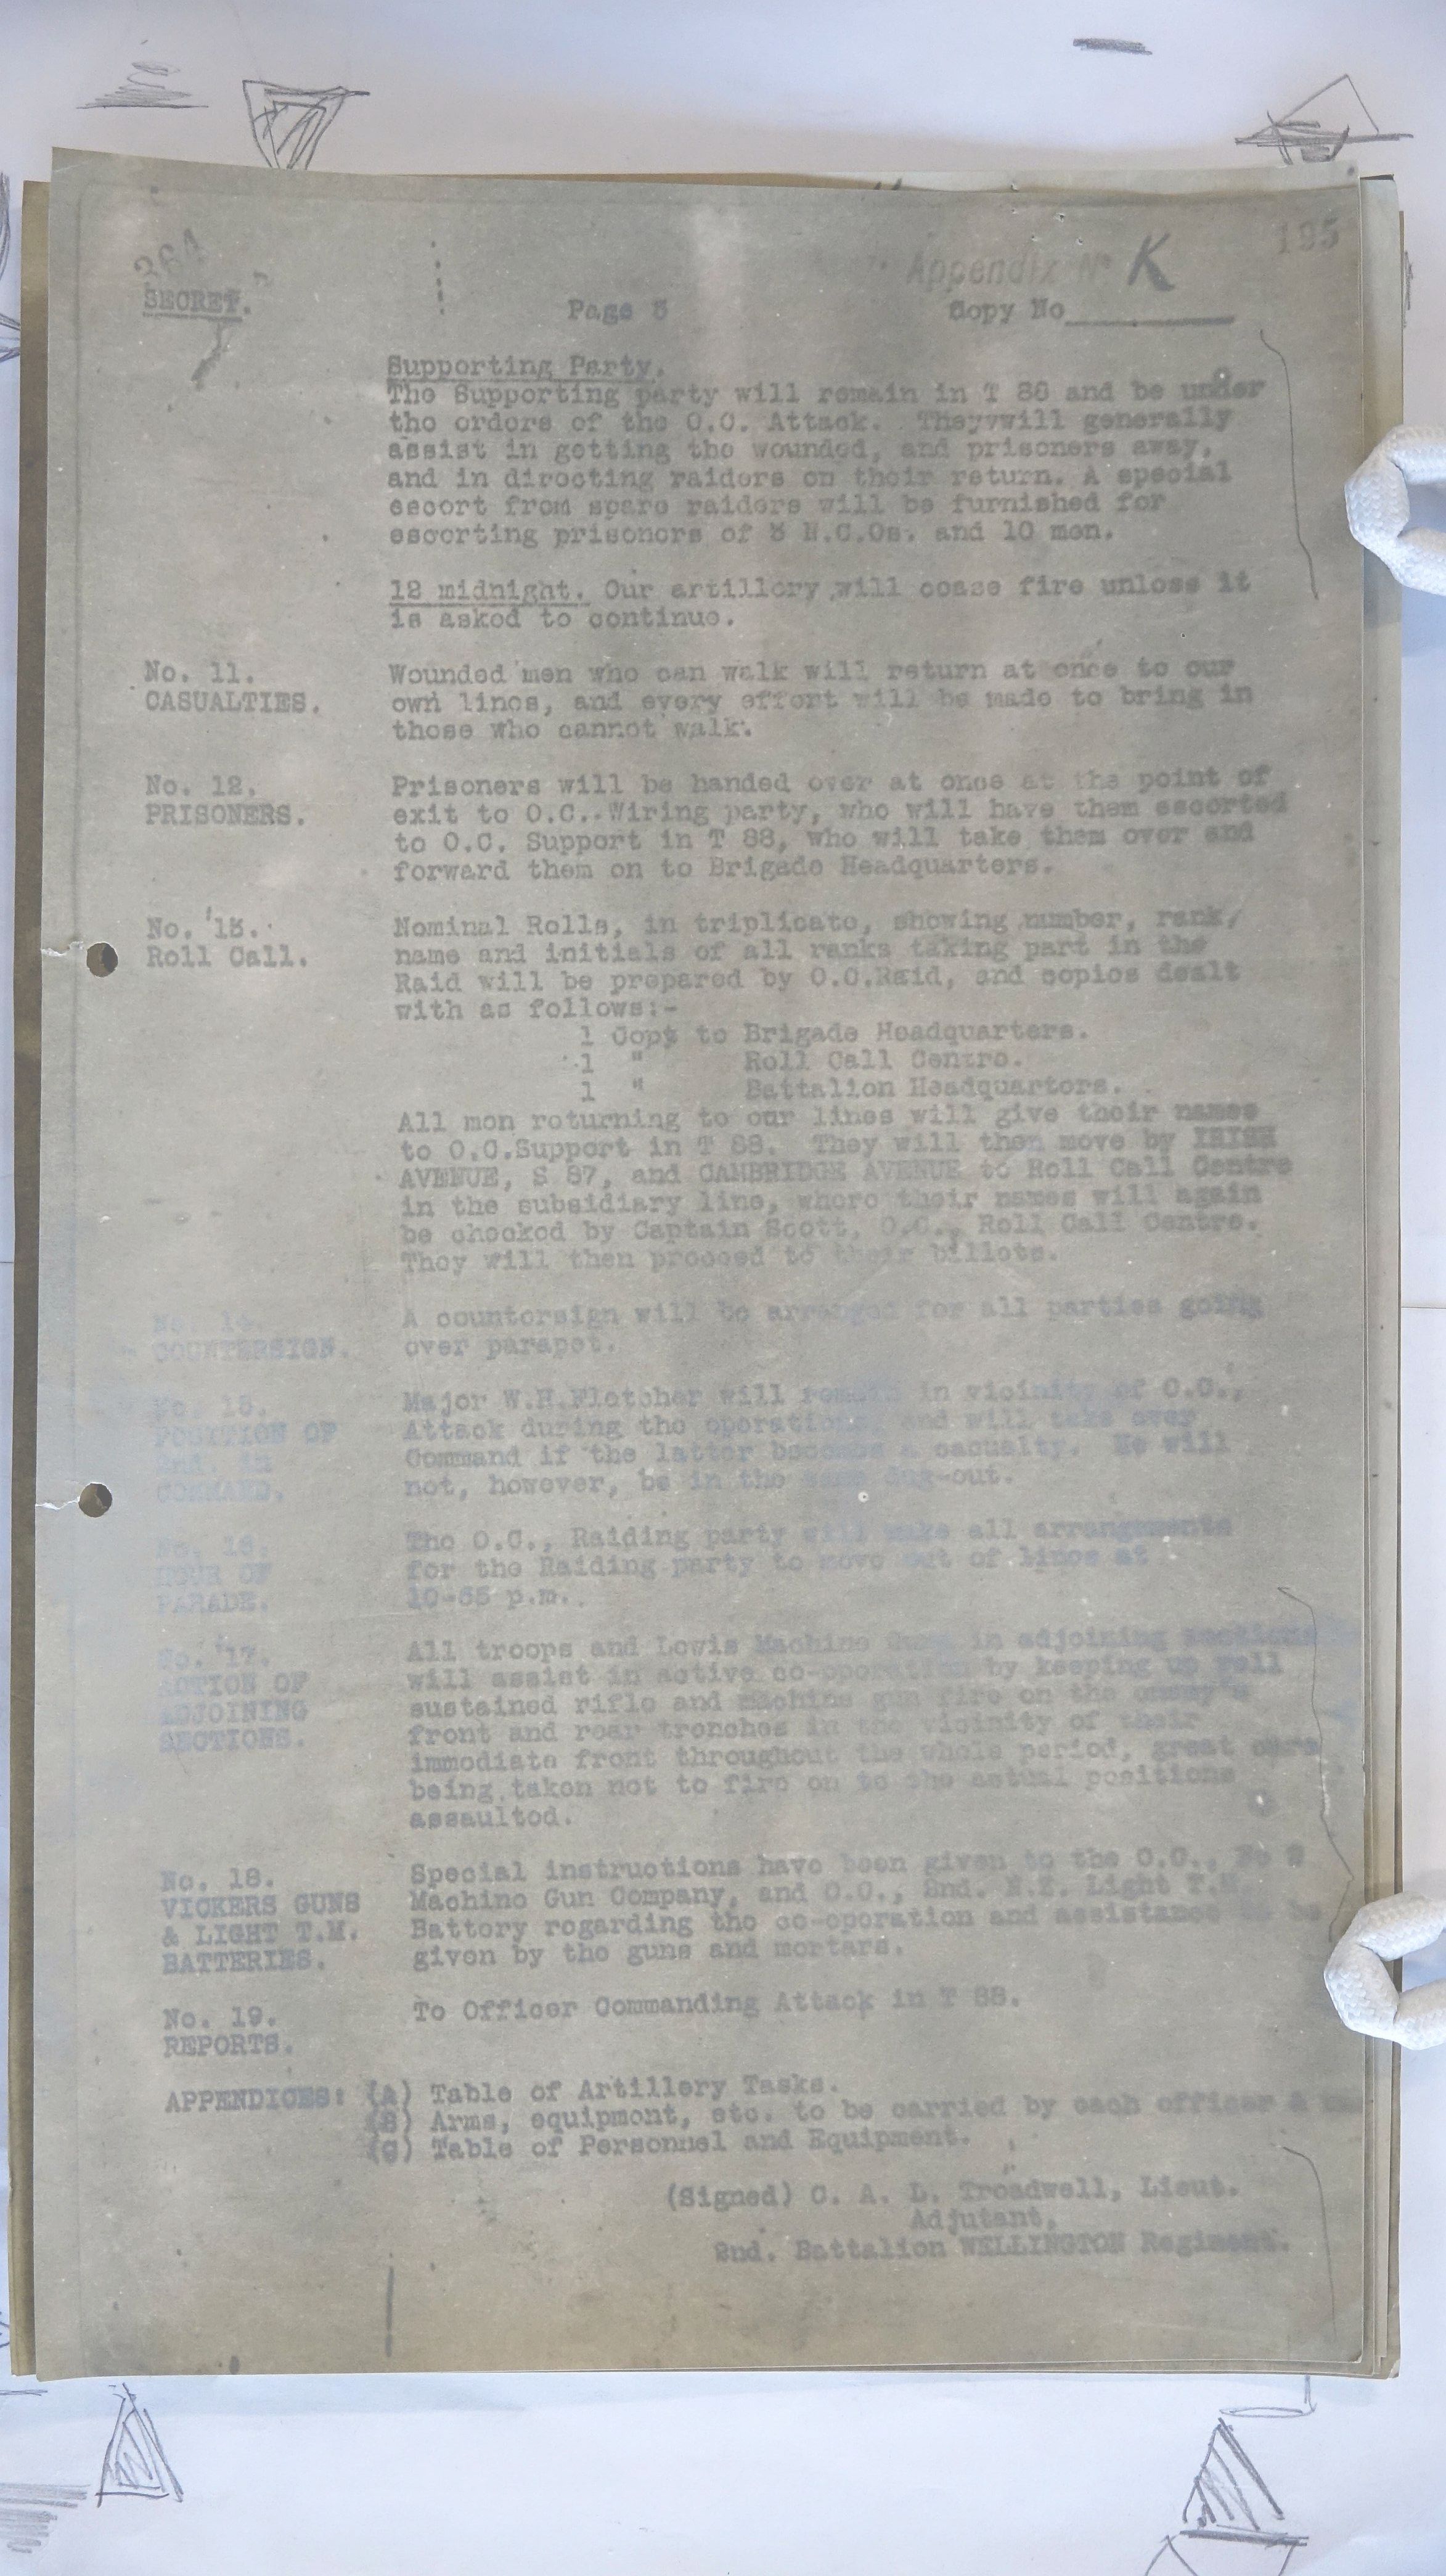 195
364
Appendix No K
SECRET.
Page 3
Copy No
Supporting Party.
The Supporting party will remain in T 88 and be under
the orders of the O.C. Attack. Theyvwill generally
assist in getting the wounded, and prisoners away,
and in directing raiders on their return. A special
escort from spare raiders will be furnished for
escorting prisoners of 3 N.C.Os. and 10 men.
12 midnight. Our artillery will cease fire unless it
is asked to continue.
No. 11.
CASUALTIES.
Wounded men who can walk will return at once to our
own lines, and every effort will be made to bring in
those who cannot walk.
No. 12.
PRISONERS.
Prisoners will be handed over at once at the point of
exit to O.C. Wiring party, who will have them escorted
to O.C. Support in T 88, who will take them over and
forward them on to Brigade Headquarters.
No. 13.
Roll Call.
Nominal Rolls, in triplicate, showing number, rank,
name and initials of all ranks taking part in the
Raid will be prepared by O.C.Raid, and copies dealt
with as follows:-
1 Copy to Brigade Headquarters.
1 " Roll Call Centre.
1 " Battalion Headquarters.
All men returning to our lines will give their names
to O.C.Support in T 88. They will then move by IRISH
AVENUE, S 87, and CAMBRIDGE AVENUE to Roll Call Centre
in the subsidiary line, where their names will again
be checked by Captain Scott, O.C., Roll Call Centre.
They will then proceed to their billets.
No. 14.
COUNTERSIGN.
A countersign will be arranged for all parties going
over parapet.
No. 15.
POSITION OF
2nd. in
COMMAND.
Major W.H.Fletcher will remain in vicinity of O.C.,
Attack during the operations, and will take over
Command if the latter becomes a casualty. He will
not, however, be in the same dug-out.
No. 16.
HOUR OF
PARADE.
The O.C., Raiding party will make all arrangements
for the Raiding party to move out of lines at
10-55 p.m.
No. 17.
ACTION OF
ADJOINING
SECTIONS.
All troops and Lewis Machine Guns in adjoining sections
will assist in active co-operation by keeping up well
sustained rifle and machine gun fire on the enemy's
front and rear trenches in the vicinity of their
immediate front throughout the whole period, great care
being taken not to fire on to the actual positions
assaulted.
No. 18.
VICKERS GUNS
& LIGHT T.M.
BATTERIES.
Special instructions have been given to the O.C., No
Machine Gun Company, and O.C., 2nd. N.Z. Light T.M.
Battery regarding the co-operation and assistance to be
given by the guns and mortars.
No. 19.
REPORTS.
To Officer Commanding Attack in T 88.
APPENDICES: (A) Table of Artillery Tasks.
(B) Arms, equipment, etc. to be carried by each officer &
(C) Table of Personnel and Equipment.
(Signed) C. A. L. Treadwell, Lieut.
Adjutant,
2nd. Battalion WELLINGTON Regiment.